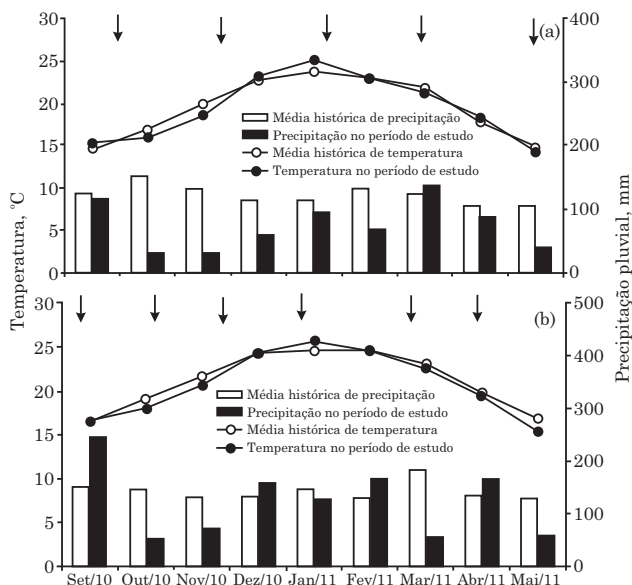 30
25
20
15
10
5
0
400
300
200
100
0
(a)
Média histórica de precipitação
Precipitação no período de estudo
Média histórica de temperatura
Temperatura no período de estudo
Temperatura, °C
Precipitação pluvial, mm
30
25
20
15
10
5
0
500
400
300
200
100
0
(b)
Média histórica de precipitação
Precipitação no período de estudo
Média histórica de temperatura
Temperatura no período de estudo
Set/10 Out/10 Nov/10 Dez/10 Jan/11 Fev/11 Mar/11 Abr/11 Mai/11